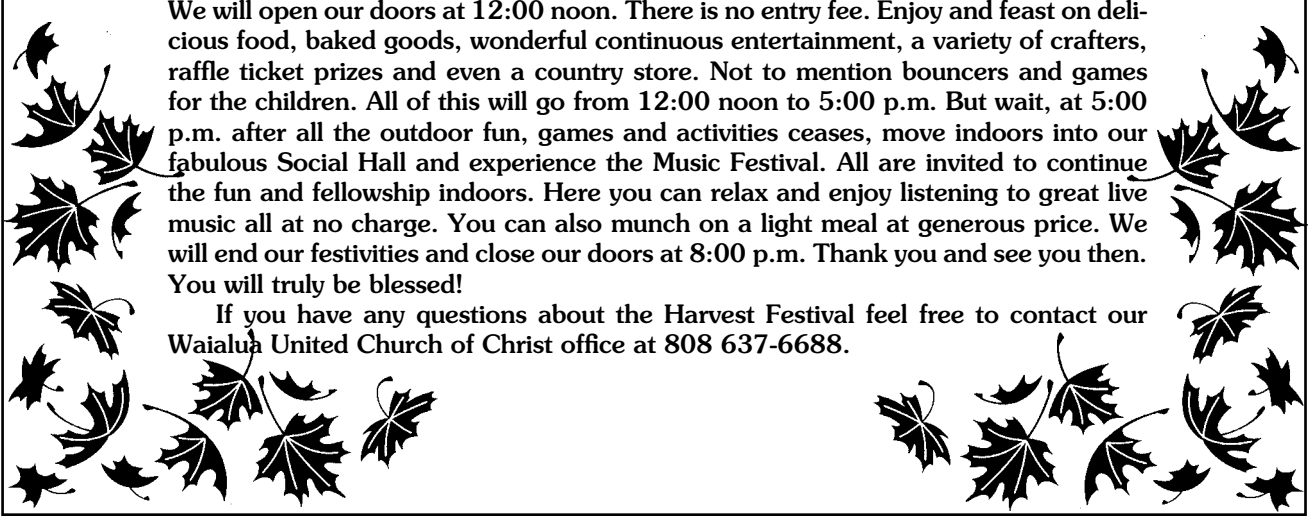 We will open our doors at 12:00 noon. There is no entry fee. Enjoy and feast on deli-
cious food, baked goods, wonderful continuous entertainment, a variety of crafters,
raffle ticket prizes and even a country store. Not to mention bouncers and games
for the children. All of this will go from 12:00 noon to 5:00 p.m. But wait, at 5:00
p.m. after all the outdoor fun, games and activities ceases, move indoors into our
fabulous Social Hall and experience the Music Festival. All are invited to continue
the fun and fellowship indoors. Here you can relax and enjoy listening to great live
music all at no charge. You can also munch on a light meal at generous price. We
will end our festivities and close our doors at 8:00 p.m. Thank you and see you then.
You will truly be blessed!
If you have any questions about the Harvest Festival feel free to contact our
Waialua United Church of Christ office at 808 637-6688.